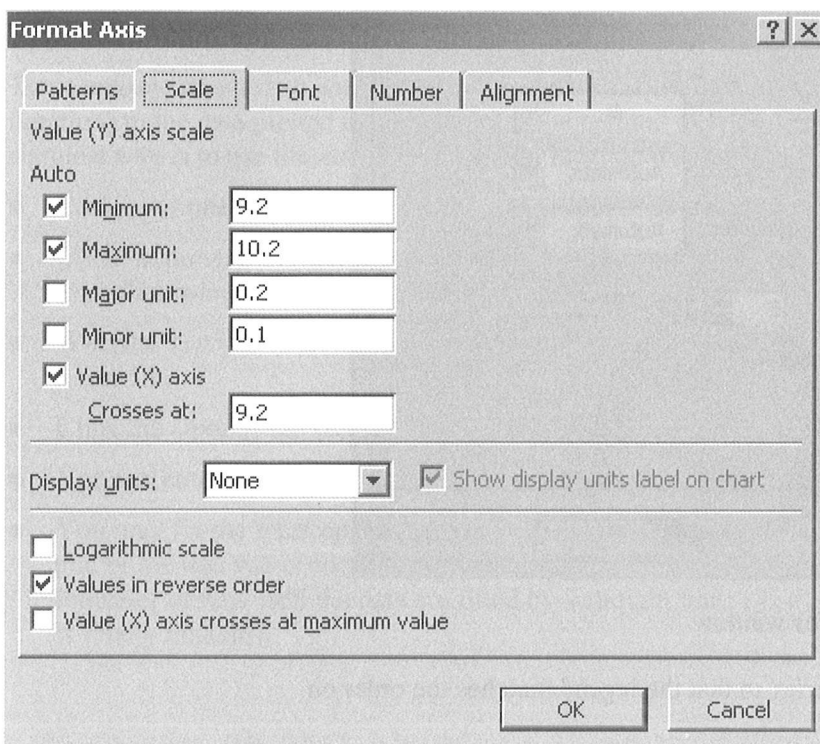 Format Axis
Patterns Scale Font Number Alignment
Value (Y) axis scale
Auto
Minimum: 9.2
Maximum: 10.2
Major unit: 0.2
Minor unit: 0.1
Value (X) axis
Crosses at: 9.2
Display units: None Show display units label on chart
Logarithmic scale
Values in reverse order
Value (X) axis crosses at maximum value
OK Cancel